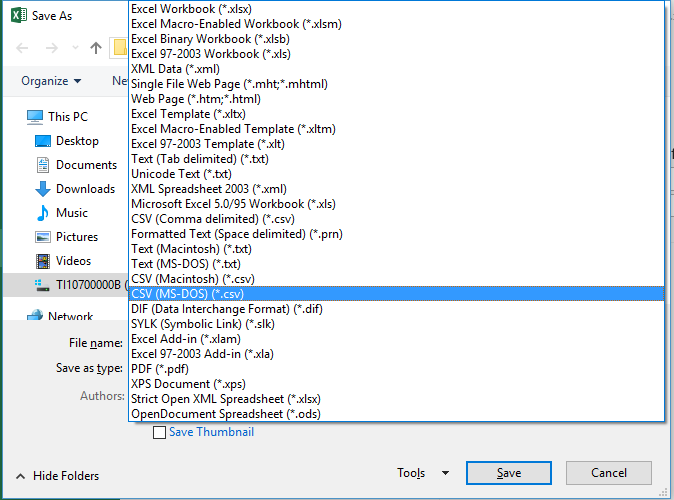 Save As
Excel Workbook (*.xlsx)
Excel Macro-Enabled Workbook (*.xlsm)
Excel Binary Workbook (*.xlsb)
Excel 97-2003 Workbook (*.xls)
XML Data (*.xml)
Single File Web Page (*.mht;*.mhtml)
Web Page (*.htm;*.html)
Excel Template (*.xltx)
Excel Macro-Enabled Template (*.xltm)
Excel 97-2003 Template (*.xlt)
Text (Tab delimited) (*.txt)
Unicode Text (*.txt)
XML Spreadsheet 2003 (*.xml)
Microsoft Excel 5.0/95 Workbook (*.xls)
CSV (Comma delimited) (*.csv)
Formatted Text (Space delimited) (*.prn)
Text (Macintosh) (*.txt)
Text (MS-DOS) (*.txt)
CSV (Macintosh) (*.csv)
CSV (MS-DOS) (*.csv)
DIF (Data Interchange Format) (*.dif)
SYLK (Symbolic Link) (*.slk)
Excel Add-in (*.xlam)
Excel 97-2003 Add-in (*.xla)
PDF (*.pdf)
XPS Document (*.xps)
Strict Open XML Spreadsheet (*.xlsx)
OpenDocument Spreadsheet (*.ods)
Organize
Ne
This PC
Desktop
Documents
Downloads
Music
Pictures
Videos
TI10700000B (
Network
File name:
Save as type:
Authors:
Save Thumbnail
Hide Folders
Tools
Save
Cancel